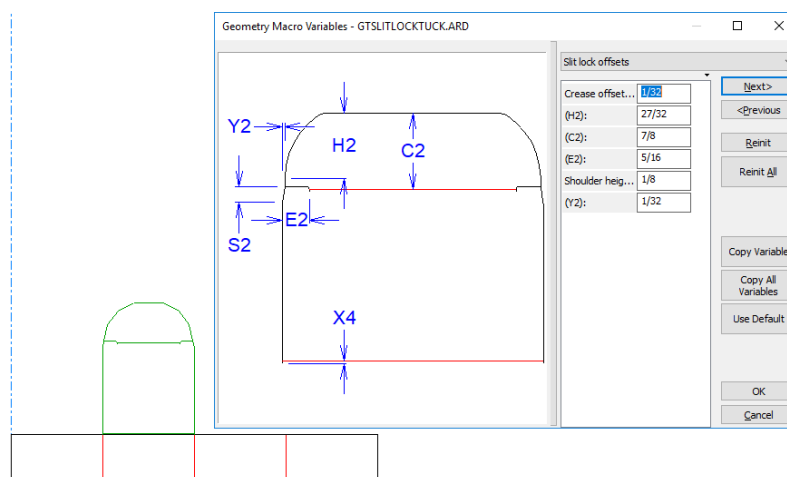 Geometry Macro Variables - GTSLITLOCKTUCK.ARD
Slit lock offsets
Crease offset... 1/32
(H2): 27/32
(C2): 7/8
(E2): 5/16
Shoulder heig... 1/8
(Y2): 1/32
Next>
<Previous
Reinit
Reinit All
Copy Variable
Copy All
Variables
Use Default
OK
Cancel
Y2
H2
C2
E2
S2
X4